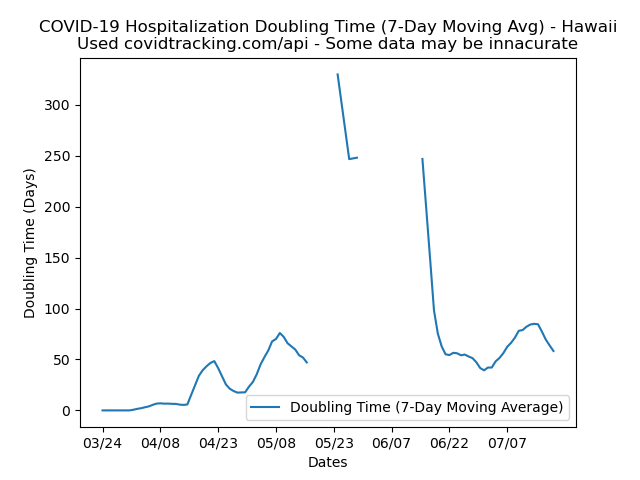 COVID-19 Hospitalization Doubling Time (7-Day Moving Avg) - Hawaii
Used covidtracking.com/api - Some data may be innacurate
300
250
200
150
100
50
0
Doubling Time (Days)
Doubling Time (7-Day Moving Average)
03/24 04/08 04/23 05/08 05/23 06/07 06/22 07/07
Dates